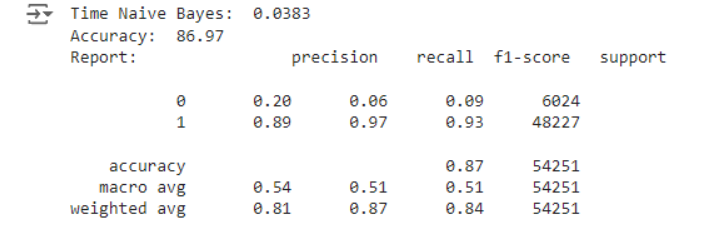 Time Naive Bayes: 0.0383
Accuracy: 86.97
Report: precision recall f1-score support
0 0.20 0.06 0.09 6024
1 0.89 0.97 0.93 48227
accuracy 0.87 54251
macro avg 0.54 0.51 0.51 54251
weighted avg 0.81 0.87 0.84 54251